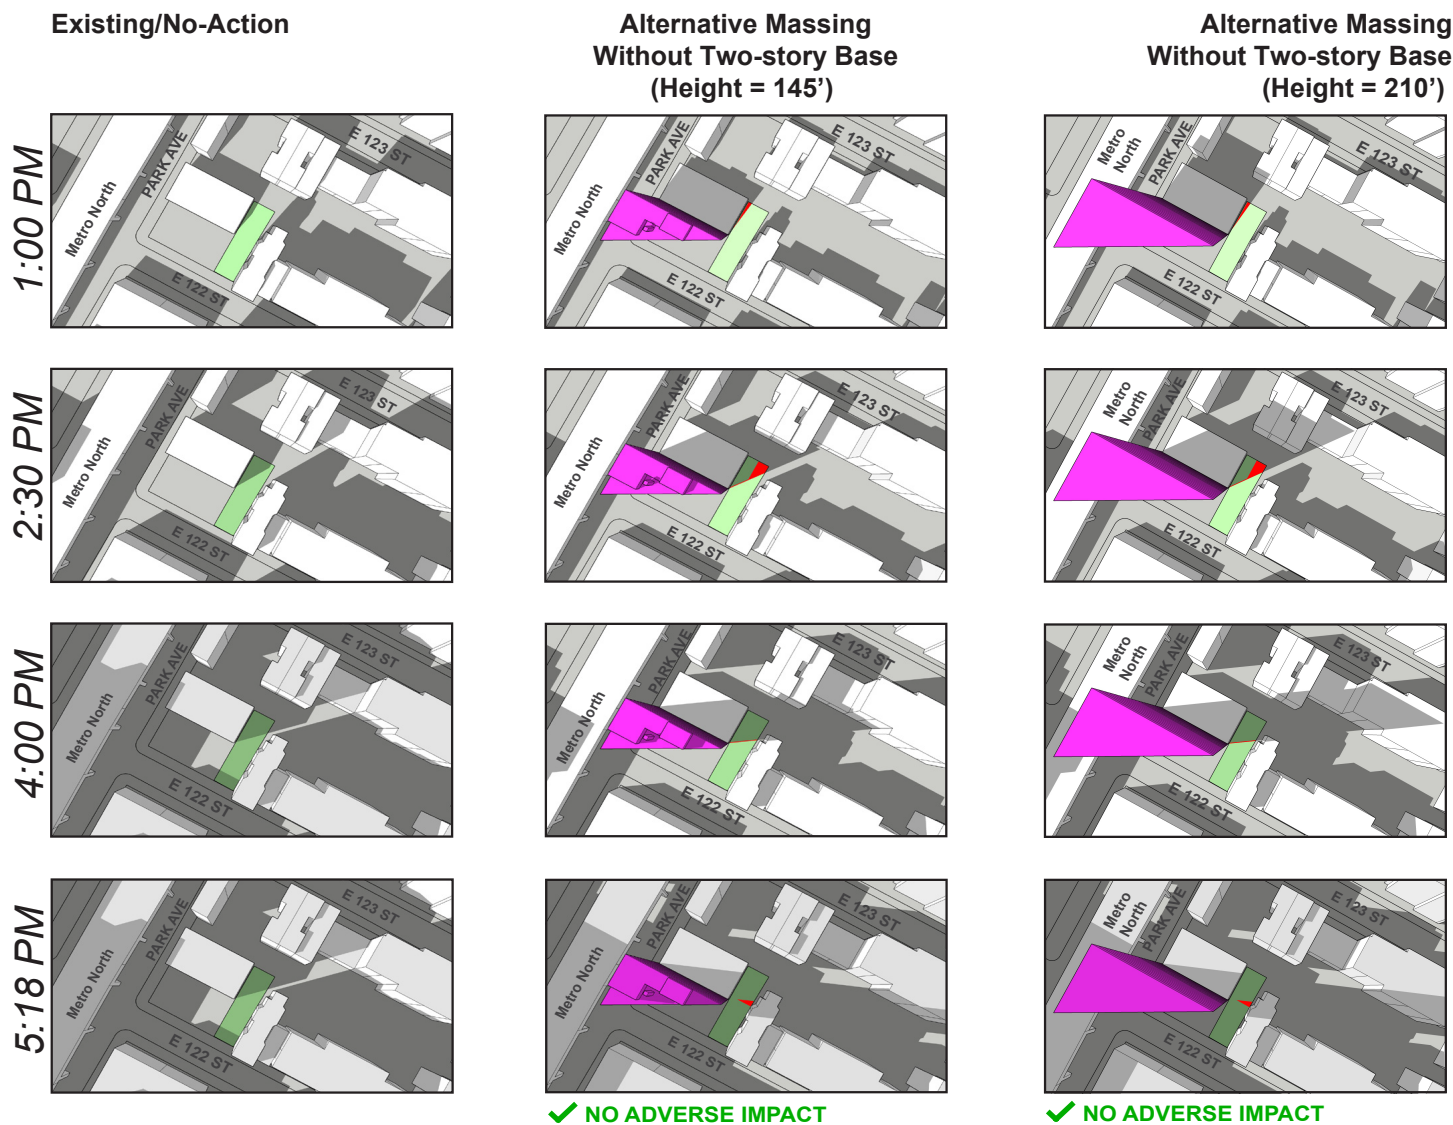 Existing/No-Action
Alternative Massing
Without Two-story Base
(Height = 145’)
Alternative Massing
Without Two-story Base
(Height = 210’)
1:00 PM
Metro North
PARK AVE
E 123 ST
E 122 ST
Metro North
PARK AVE
E 123 ST
E 122 ST
Metro
North
PARK AVE
E 123 ST
E 122 ST
2:30 PM
Metro North
PARK AVE
E 123 ST
E 122 ST
Metro North
PARK AVE
E 123 ST
E 122 ST
Metro
North
PARK AVE
E 123 ST
E 122 ST
4:00 PM
Metro North
PARK AVE
E 123 ST
E 122 ST
Metro North
PARK AVE
E 123 ST
E 122 ST
Metro
North
PARK AVE
E 123 ST
E 122 ST
5:18 PM
Metro North
PARK AVE
E 123 ST
E 122 ST
Metro North
PARK AVE
E 123 ST
E 122 ST
Metro
North
PARK AVE
E 123 ST
E 122 ST
NO ADVERSE IMPACT
NO ADVERSE IMPACT